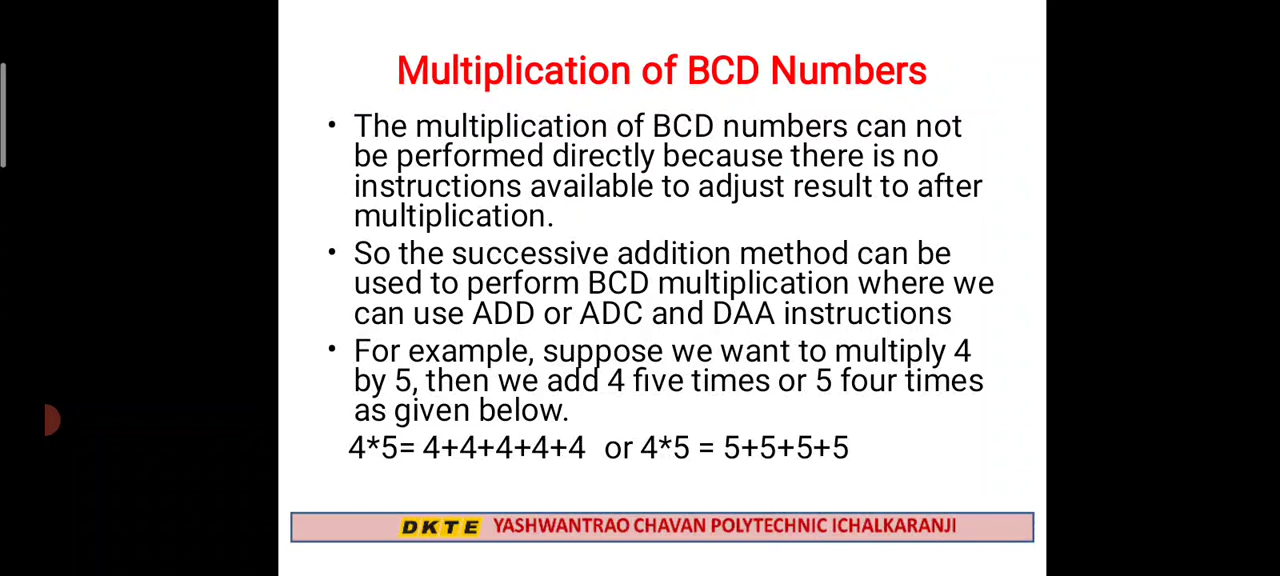 Multiplication of BCD Numbers
• The multiplication of BCD numbers can not
be performed directly because there is no
instructions available to adjust result to after
multiplication.
• So the successive addition method can be
used to perform BCD multiplication where we
can use ADD or ADC and DAA instructions
• For example, suppose we want to multiply 4
by 5, then we add 4 five times or 5 four times
as given below.
4*5= 4+4+4+4+4 or 4*5 = 5+5+5+5
DKTE YASHWANTRAO CHAVAN POLYTECHNIC ICHALKARANJI